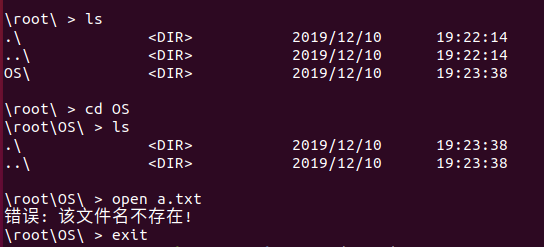 \root\ > ls
.\ <DIR> 2019/12/10 19:22:14
..\ <DIR> 2019/12/10 19:22:14
OS\ <DIR> 2019/12/10 19:23:38
\root\ > cd OS
\root\OS\ > ls
.\ <DIR> 2019/12/10 19:23:38
..\ <DIR> 2019/12/10 19:23:38
\root\OS\ > open a.txt
错误: 该文件名不存在!
\root\OS\ > exit